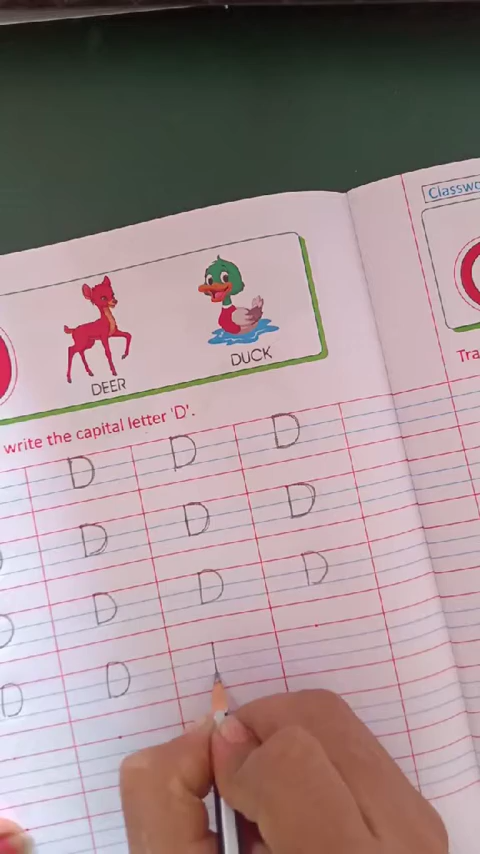 Classwo
DEER
DUCK
write the capital letter 'D'.
Tra
D D D
D D D
D D D
D D